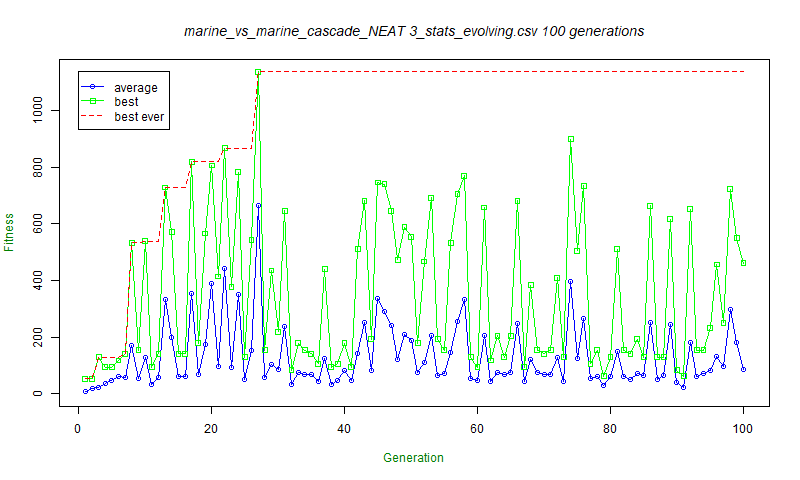 marine_vs_marine_cascade_NEAT 3_stats_evolving.csv 100 generations
average
best
best ever
Fitness
0 200 400 600 800 1000
0 20 40 60 80 100
Generation